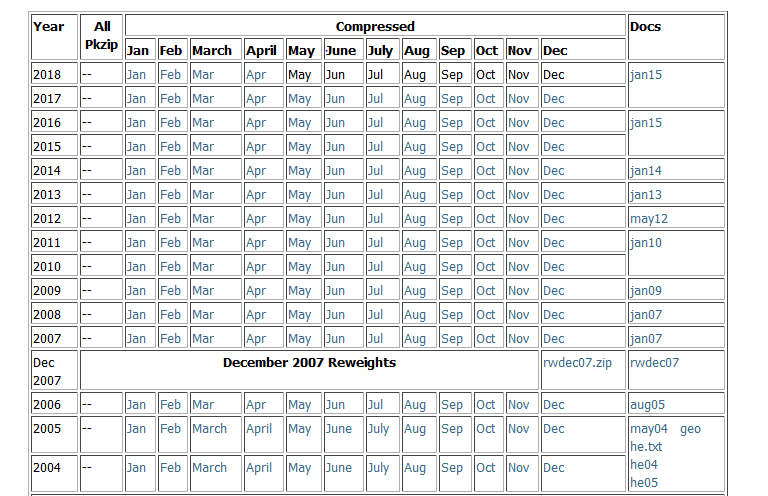 Year All Pkzip Compressed Docs
Jan Feb March April May June July Aug Sep Oct Nov Dec
2018 -- Jan Feb Mar Apr May Jun Jul Aug Sep Oct Nov Dec jan15
2017 -- Jan Feb Mar Apr May Jun Jul Aug Sep Oct Nov Dec
2016 -- Jan Feb Mar Apr May Jun Jul Aug Sep Oct Nov Dec jan15
2015 -- Jan Feb Mar Apr May Jun Jul Aug Sep Oct Nov Dec
2014 -- Jan Feb Mar Apr May Jun Jul Aug Sep Oct Nov Dec jan14
2013 -- Jan Feb Mar Apr May Jun Jul Aug Sep Oct Nov Dec jan13
2012 -- Jan Feb Mar Apr May Jun Jul Aug Sep Oct Nov Dec may12
2011 -- Jan Feb Mar Apr May Jun Jul Aug Sep Oct Nov Dec jan10
2010 -- Jan Feb Mar Apr May Jun Jul Aug Sep Oct Nov Dec
2009 -- Jan Feb Mar Apr May Jun Jul Aug Sep Oct Nov Dec jan09
2008 -- Jan Feb Mar Apr May Jun Jul Aug Sep Oct Nov Dec jan07
2007 -- Jan Feb Mar Apr May Jun Jul Aug Sep Oct Nov Dec jan07
Dec 2007 December 2007 Reweights rwdec07.zip rwdec07
2006 -- Jan Feb Mar Apr May Jun Jul Aug Sep Oct Nov Dec aug05
2005 -- Jan Feb March April May June July Aug Sep Oct Nov Dec may04 geo
he.txt
2004 -- Jan Feb March April May June July Aug Sep Oct Nov Dec he04
he05